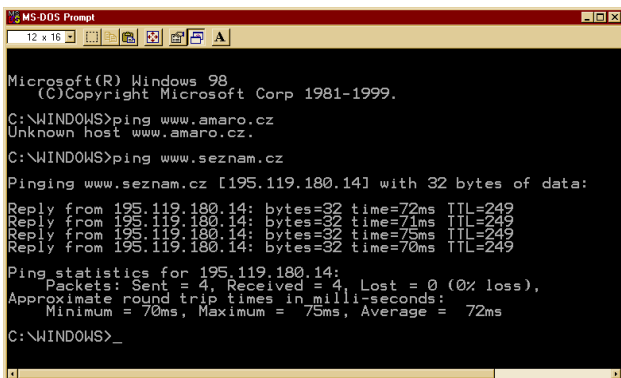 MS-DOS Prompt
12 x 16
A
Microsoft(R) Windows 98
(C)Copyright Microsoft Corp 1981-1999.
C:\WINDOWS>ping www.amaro.cz
Unknown host www.amaro.cz.
C:\WINDOWS>ping www.seznam.cz
Pinging www.seznam.cz [195.119.180.14] with 32 bytes of data:
Reply from 195.119.180.14: bytes=32 time=72ms TTL=249
Reply from 195.119.180.14: bytes=32 time=71ms TTL=249
Reply from 195.119.180.14: bytes=32 time=75ms TTL=249
Reply from 195.119.180.14: bytes=32 time=70ms TTL=249
Ping statistics for 195.119.180.14:
Packets: Sent = 4, Received = 4, Lost = 0 (0% loss),
Approximate round trip times in milli-seconds:
Minimum = 70ms, Maximum =  75ms, Average =  72ms
C:\WINDOWS>_